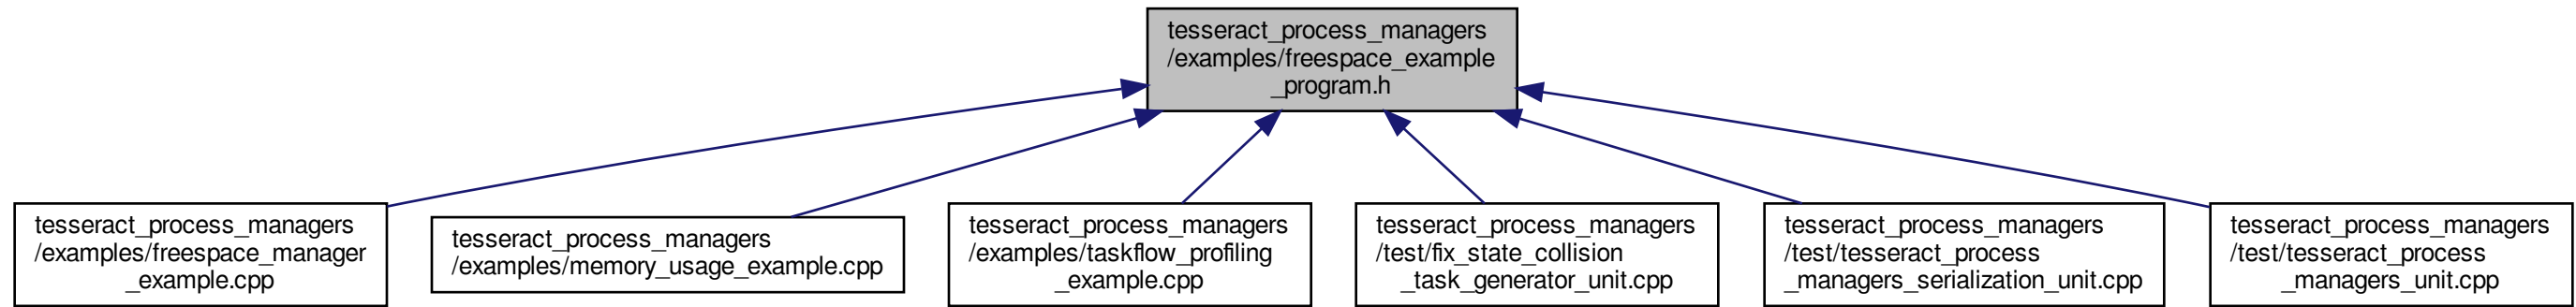 tesseract_process_managers
/examples/freespace_example
_program.h
tesseract_process_managers
/examples/freespace_manager
_example.cpp
tesseract_process_managers
/examples/memory_usage_example.cpp
tesseract_process_managers
/examples/taskflow_profiling
_example.cpp
tesseract_process_managers
/test/fix_state_collision
_task_generator_unit.cpp
tesseract_process_managers
/test/tesseract_process
_managers_serialization_unit.cpp
tesseract_process_managers
/test/tesseract_process
_managers_unit.cpp